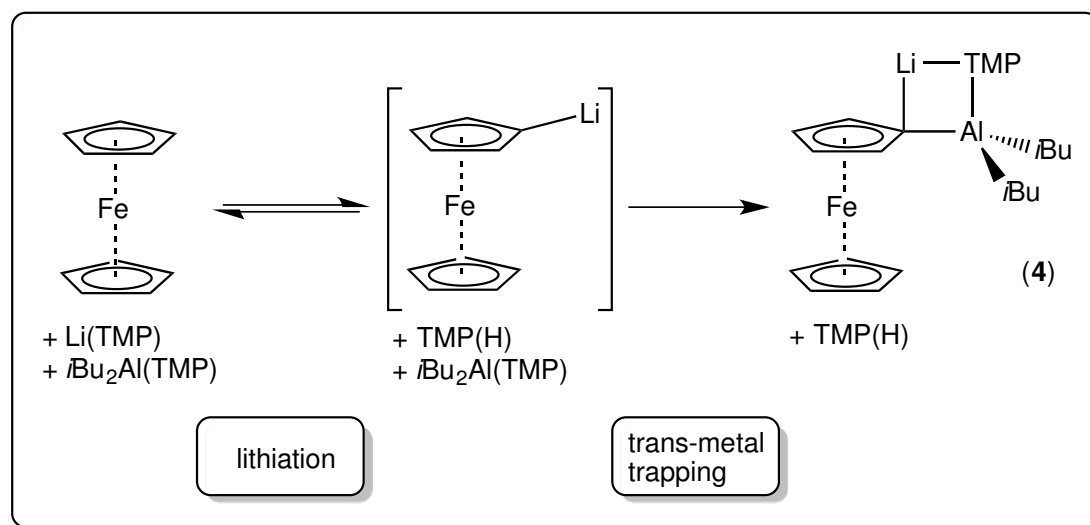 Li
TMP
Li
Al
iBu
iBu
Fe
Fe
Fe
(4)
+ Li(TMP)
+ iBu₂Al(TMP)
+ TMP(H)
+ iBu₂Al(TMP)
+ TMP(H)
lithiation
trans-metal
trapping